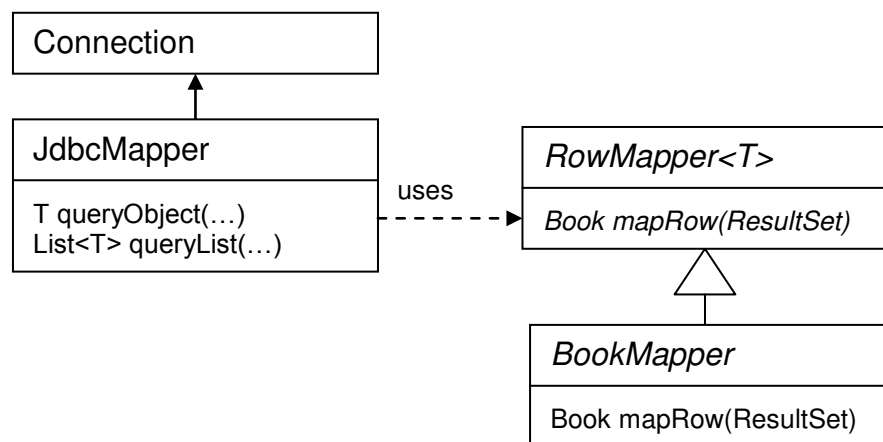 Connection
JdbcMapper
T queryObject(…)
List<T> queryList(…)
uses
RowMapper<T>
Book mapRow(ResultSet)
BookMapper
Book mapRow(ResultSet)